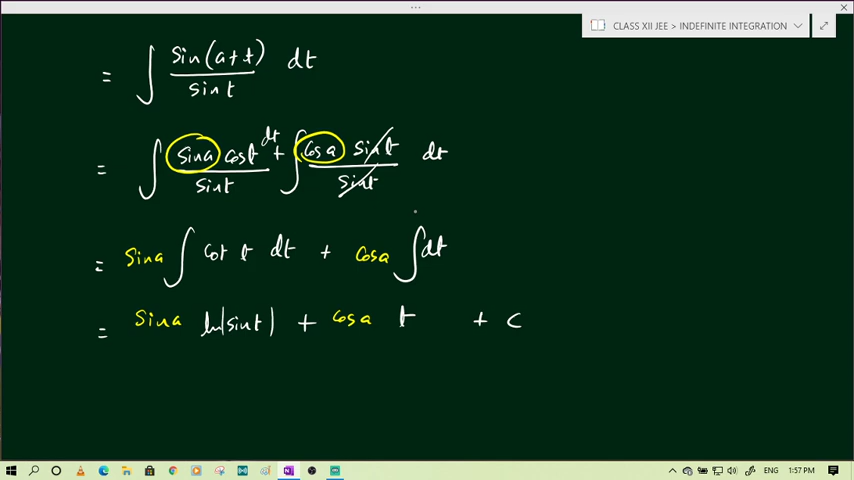 ...
CLASS XII JEE > INDEFINITE INTEGRATION
= ∫ sin(a+t)/sint dt
= ∫ sina cost/sint dt + ∫ cosa sint/sint dt
= sina ∫ cot t dt + cosa ∫ dt
= sina ln|sint| + cosa t + c
ENG 1:57 PM